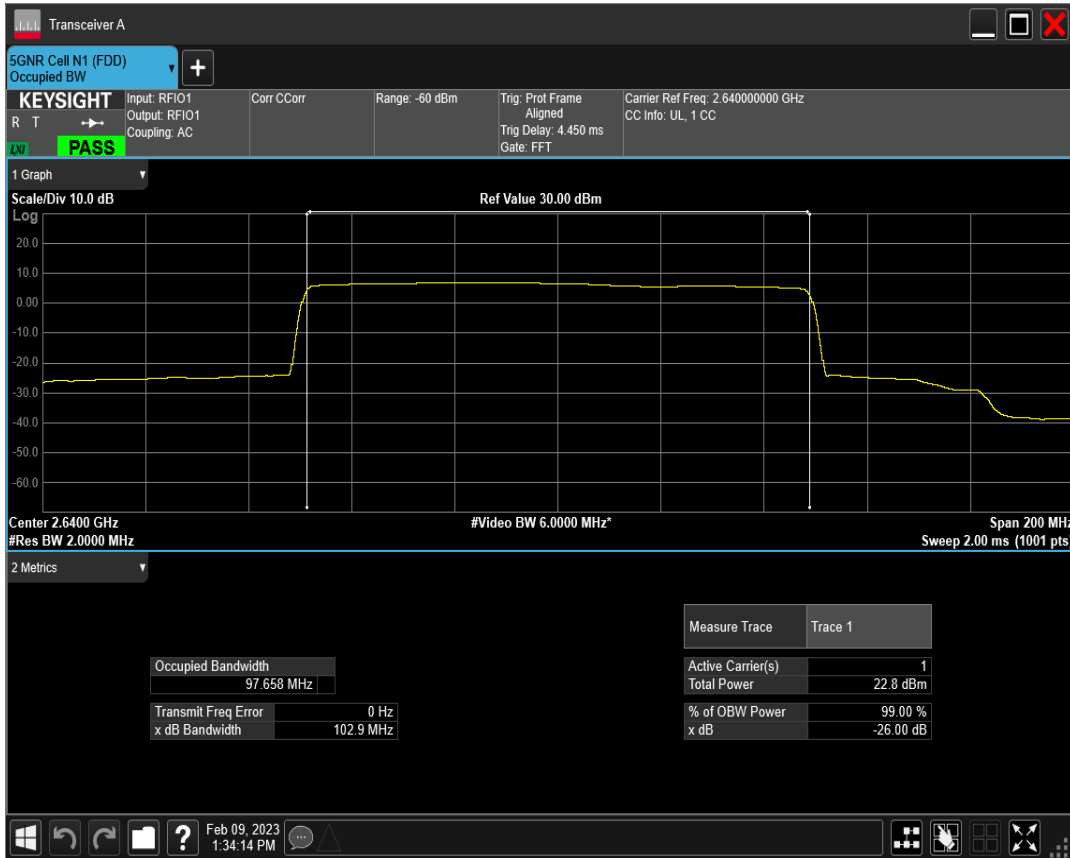 Transceiver A
5GNR Cell N1 (FDD)
Occupied BW
+
KEYSIGHT
R T
LXI
PASS
Input: RFIO1
Output: RFIO1
Coupling: AC
Corr CCorr
Range: -60 dBm
Trig: Prot Frame
Aligned
Trig Delay: 4.450 ms
Gate: FFT
Carrier Ref Freq: 2.640000000 GHz
CC Info: UL, 1 CC
1 Graph
Scale/Div 10.0 dB
Ref Value 30.00 dBm
Log
20.0
10.0
0.00
-10.0
-20.0
-30.0
-40.0
-50.0
-60.0
Center 2.6400 GHz
#Video BW 6.0000 MHz*
Span 200 MHz
#Res BW 2.0000 MHz
Sweep 2.00 ms (1001 pts)
2 Metrics
Measure Trace Trace 1
Occupied Bandwidth
97.658 MHz
Transmit Freq Error 0 Hz
x dB Bandwidth 102.9 MHz
Active Carrier(s) 1
Total Power 22.8 dBm
% of OBW Power 99.00 %
x dB -26.00 dB
?
Feb 09, 2023
1:34:14 PM